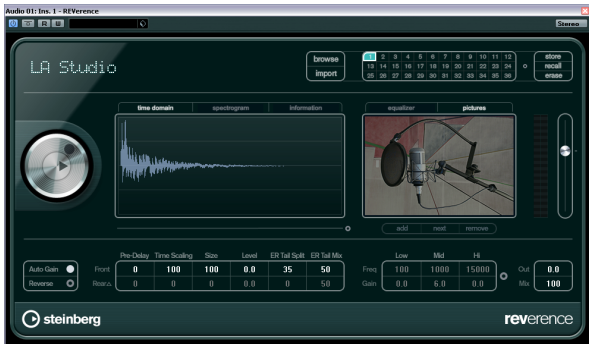 Audio 01: Ins. 1 - REVerence
R W
Stereo
LA Studio
browse
import
1 2 3 4 5 6 7 8 9 10 11 12
13 14 15 16 17 18 19 20 21 22 23 24
25 26 27 28 29 30 31 32 33 34 35 36
store
recall
erase
time domain spectrogram information
equalizer pictures
add next remove
Pre-Delay Time Scaling Size Level ER Tail Split ER Tail Mix
Low Mid Hi
Auto Gain Front 0 100 100 0.0 35 50
Freq 100 1000 15000 Out 0.0
Reverse Rear 0 0 0 0.0 0 50
Gain 0.0 6.0 0.0 Mix 100
steinberg
reverence